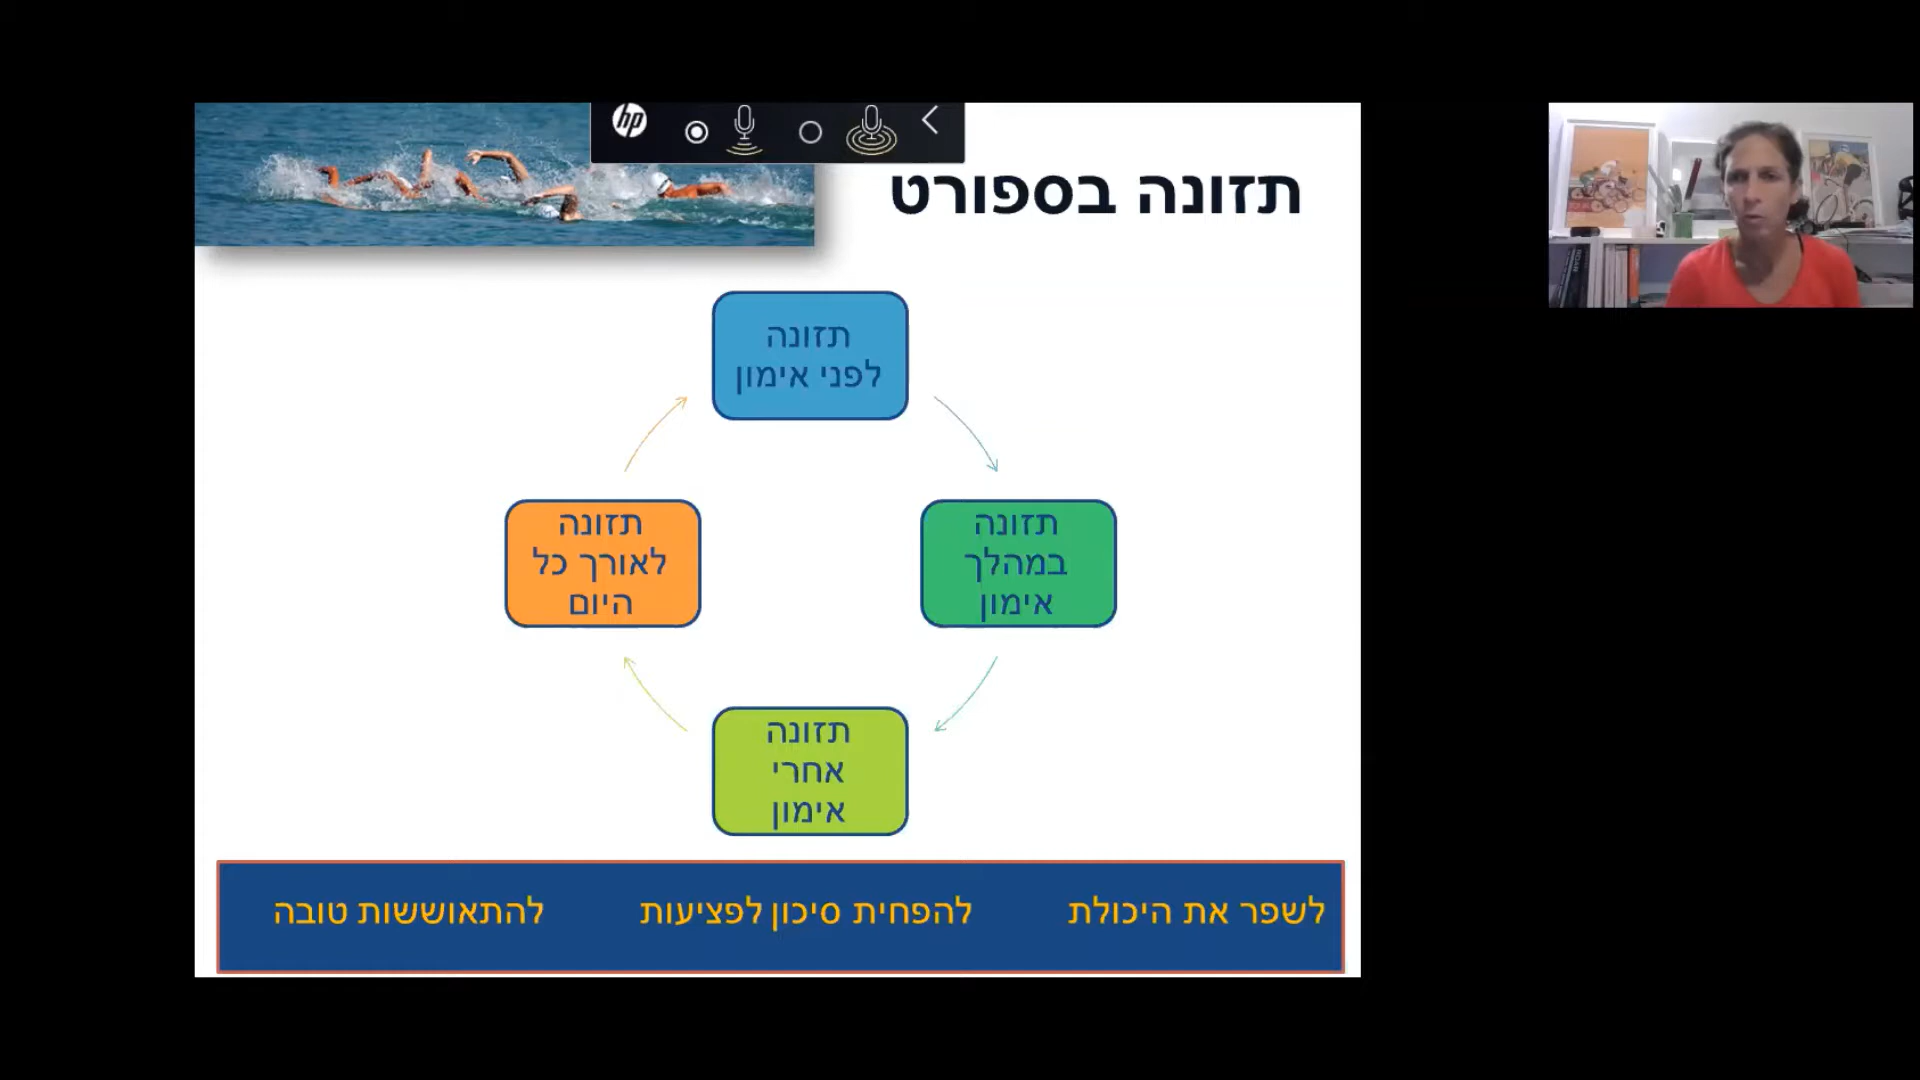 hp
תזונה בספורט
תזונה
לפני אימון
תזונה
במהלך
אימון
תזונה
אחרי
אימון
תזונה
לאורך כל
היום
לשפר את היכולת להפחית סיכון לפציעות להתאוששות טובה